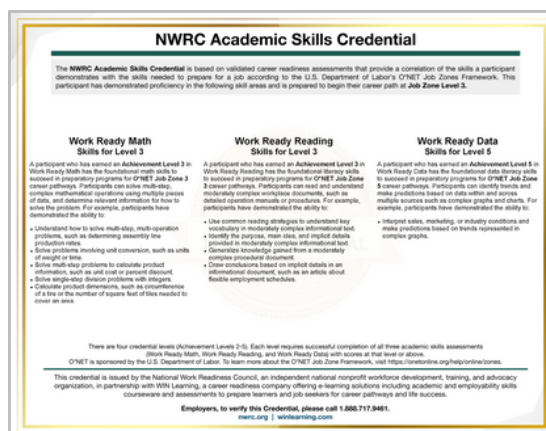 NWRC Academic Skills Credential
The NWRC Academic Skills Credential is based on validated career readiness assessments that provide a correlation of the skills a participant
demonstrates with the skills needed to prepare for a job according to the U.S. Department of Labor's O*NET Job Zones Framework. This
participant has demonstrated proficiency in the following skill areas and is prepared to begin their career path at Job Zone Level 3.
Work Ready Math
Skills for Level 3
A participant who has earned an Achievement Level 3 in
Work Ready Math has the foundational math skills to
succeed in preparatory programs for O*NET Job Zone 3
career pathways. Participants can solve multi-step,
complex mathematical operations using multiple pieces
of data, and determine relevant information for how to
solve the problem. For example, participants have
demonstrated the ability to:
• Understand how to solve multi-step, multi-operation
problems, such as determining assembly line
production rates.
• Solve problems involving unit conversion, such as units
of weight or time.
• Solve multi-step problems to calculate product
information, such as unit cost or percent discount.
• Solve single-step division problems with integers.
• Calculate product dimensions, such as circumference
of a tire or the number of square feet of tiles needed to
cover an area.
Work Ready Reading
Skills for Level 3
A participant who has earned an Achievement Level 3 in
Work Ready Reading has the foundational literacy skills
to succeed in preparatory programs for O*NET Job Zone
3 career pathways. Participants can read and understand
moderately complex workplace documents, such as
detailed operation manuals or procedures. For example,
participants have demonstrated the ability to:
• Use common reading strategies to understand key
vocabulary in moderately complex informational text.
• Identify the purpose, main idea, and implicit details
provided in moderately complex informational text.
• Generalize knowledge gained from a moderately
complex procedural document.
• Draw conclusions based on implicit details in an
informational document, such as an article about
flexible employment schedules.
Work Ready Data
Skills for Level 5
A participant who has earned an Achievement Level 5 in
Work Ready Data has the foundational data literacy skills
to succeed in preparatory programs for O*NET Job Zone
5 career pathways. Participants can identify trends and
make predictions based on data within and across
multiple sources such as complex graphs and charts. For
example, participants have demonstrated the ability to:
• Interpret sales, marketing, or industry conditions and
make predictions based on trends represented in
complex graphs.
There are four credential levels (Achievement Levels 2-5). Each level requires successful completion of all three academic skills assessments
(Work Ready Math, Work Ready Reading, and Work Ready Data) with scores at that level or above.
O*NET is sponsored by the U.S. Department of Labor. To learn more about the O*NET Job Zone Framework, visit https://onetonline.org/help/online/zones.
This credential is issued by the National Work Readiness Council, an independent national nonprofit workforce development, training, and advocacy
organization, in partnership with WIN Learning, a career readiness company offering e-learning solutions including academic and employability skills
courseware and assessments to prepare learners and job seekers for career pathways and life success.
Employers, to verify this Credential, please call 1.888.717.9461.
nwrc.org | winlearning.com